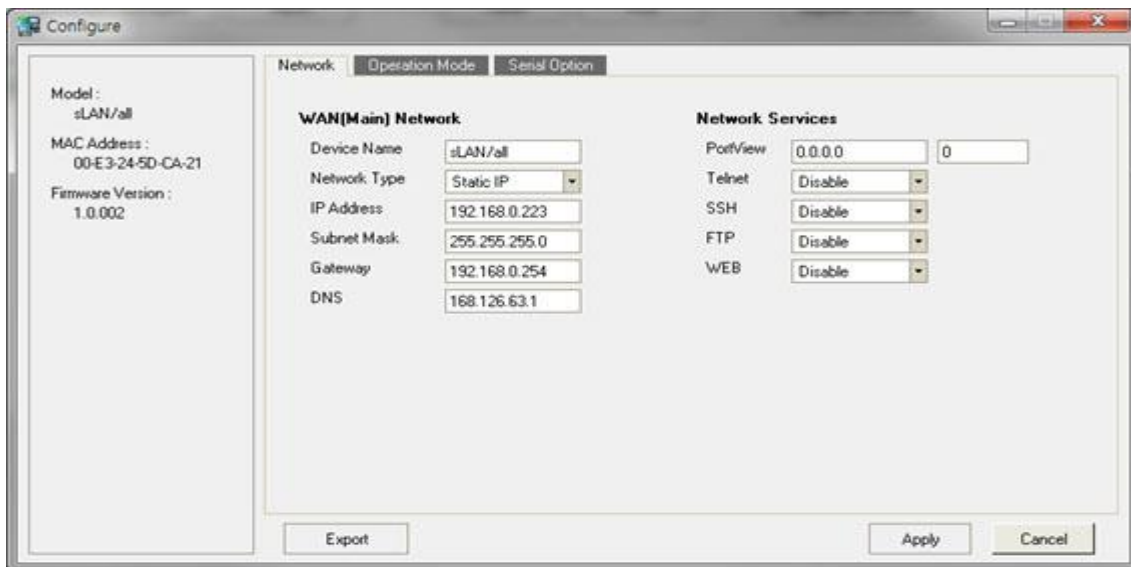 Configure
Model :
sLAN/all
MAC Address :
00-E3-24-5D-CA-21
Firmware Version :
1.0.002
Network
Operation Mode
Serial Option
WAN(Main) Network
Device Name sLAN/all
Network Type Static IP
IP Address 192.168.0.223
Subnet Mask 255.255.255.0
Gateway 192.168.0.254
DNS 168.126.63.1
Network Services
PortView 0.0.0.0 0
Telnet Disable
SSH Disable
FTP Disable
WEB Disable
Export
Apply
Cancel